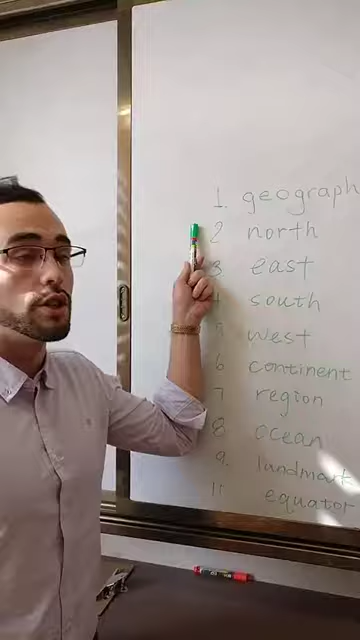 1. geograph
2 north
3 east
4 south
5 west
6 continent
7 region
8 ocean
9. landmark
11 equator